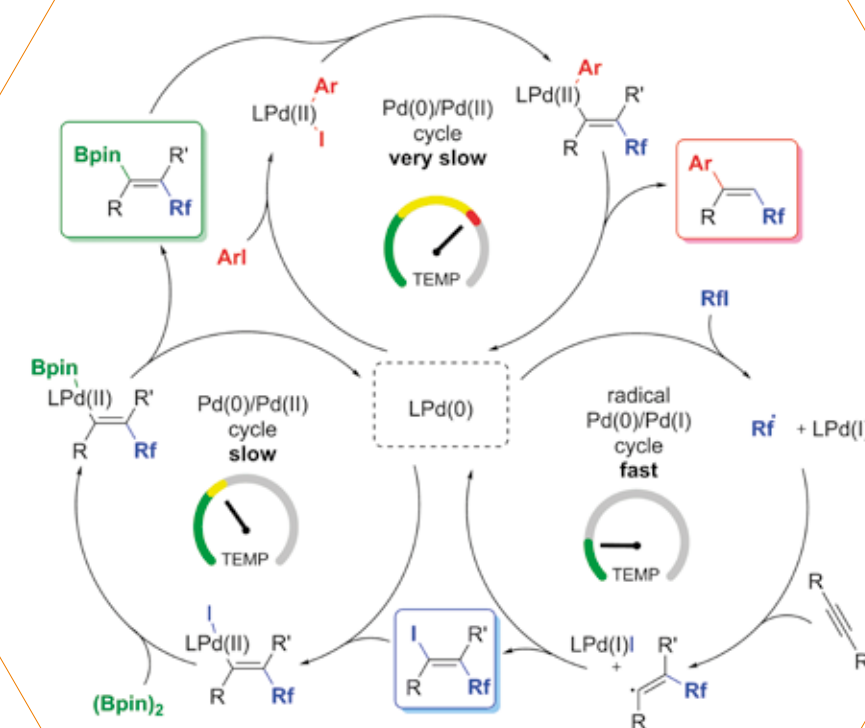 Ar
LPd(II)
I
Pd(0)/Pd(II)
cycle
very slow
TEMP
Ar
LPd(II)
R'
R
Rf
Bpin
R'
R
Rf
ArI
Ar
R
Rf
RfI
Bpin
LPd(II)
R'
R
Rf
Pd(0)/Pd(II)
cycle
slow
TEMP
LPd(0)
radical
Pd(0)/Pd(I)
cycle
fast
TEMP
Rf
+ LPd(I)
R
R
I
LPd(II)
R'
R
Rf
(Bpin)2
I
R'
R
Rf
LPd(I)I
+
R'
Rf
R